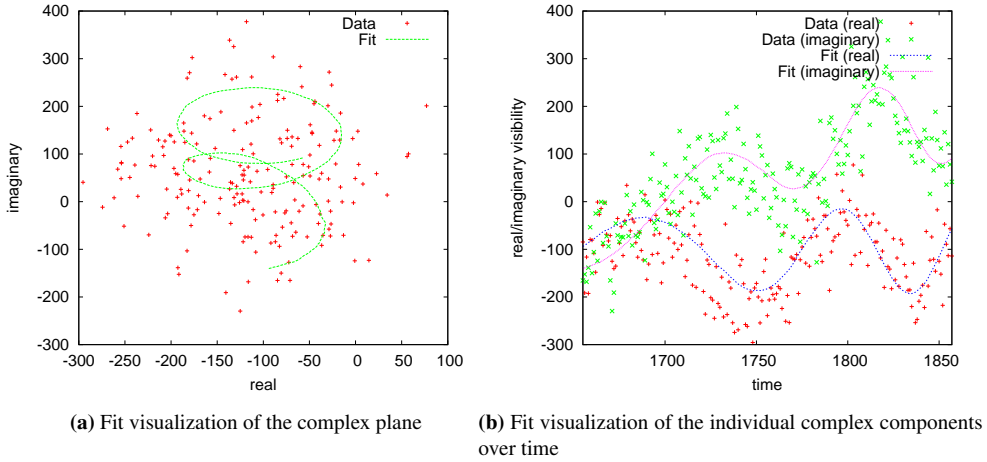 400
300
200
100
0
-100
-200
-300
-300 -250 -200 -150 -100 -50 0 50 100
imaginary
real
Data
Fit
(a) Fit visualization of the complex plane
400
300
200
100
0
-100
-200
-300
1700 1750 1800 1850
real/imaginary visibility
time
Data (real)
Data (imaginary)
Fit (real)
Fit (imaginary)
(b) Fit visualization of the individual complex components
over time